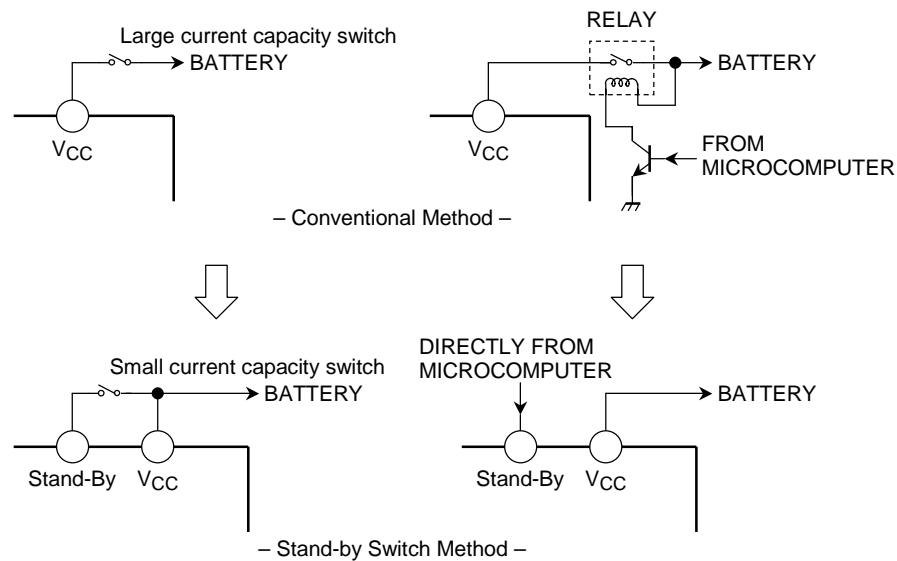 Large current capacity switch
BATTERY
VCC
RELAY
BATTERY
VCC
FROM
MICROCOMPUTER
– Conventional Method –
Small current capacity switch
BATTERY
Stand-By
VCC
DIRECTLY FROM
MICROCOMPUTER
BATTERY
Stand-By
VCC
– Stand-by Switch Method –